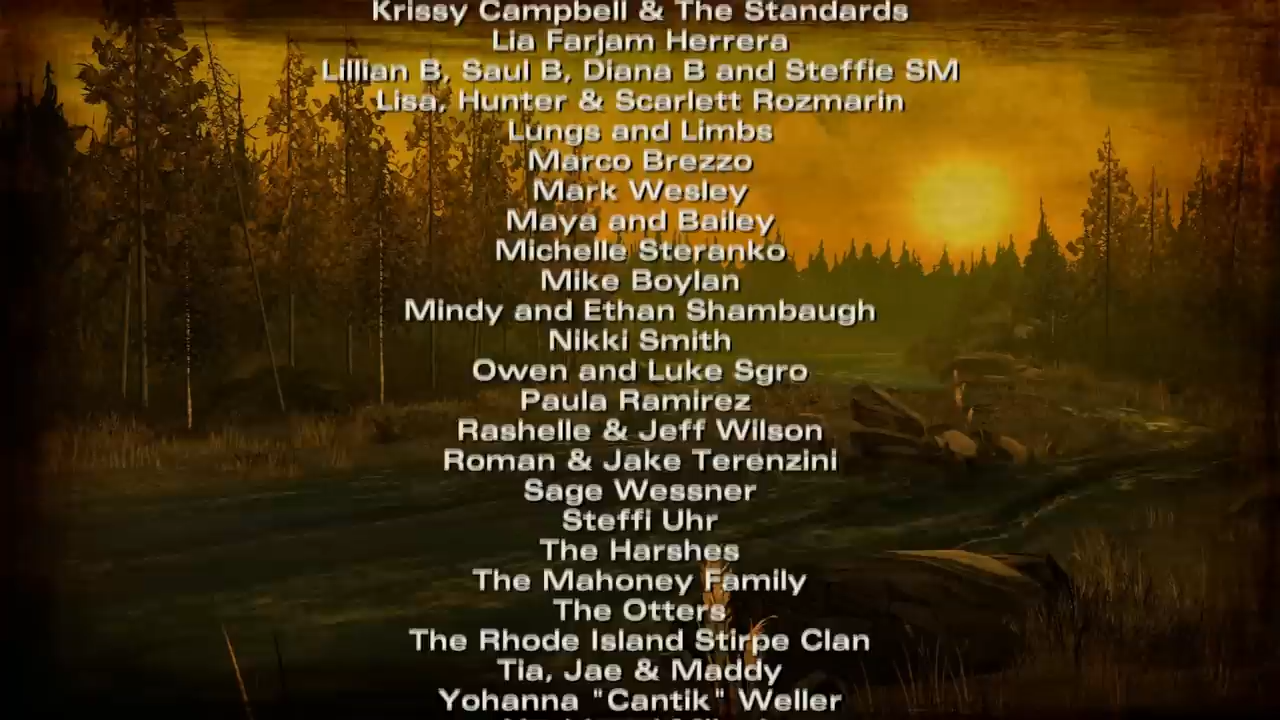 Krissy Campbell & The Standards
Lia Farjam Herrera
Lillian B, Saul B, Diana B and Steffie SM
Lisa, Hunter & Scarlett Rozmarin
Lungs and Limbs
Marco Brezzo
Mark Wesley
Maya and Bailey
Michelle Steranko
Mike Boylan
Mindy and Ethan Shambaugh
Nikki Smith
Owen and Luke Sgro
Paula Ramirez
Rashelle & Jeff Wilson
Roman & Jake Terenzini
Sage Wessner
Steffi Uhr
The Harshes
The Mahoney Family
The Otters
The Rhode Island Stirpe Clan
Tia, Jae & Maddy
Yohanna "Cantik" Weller